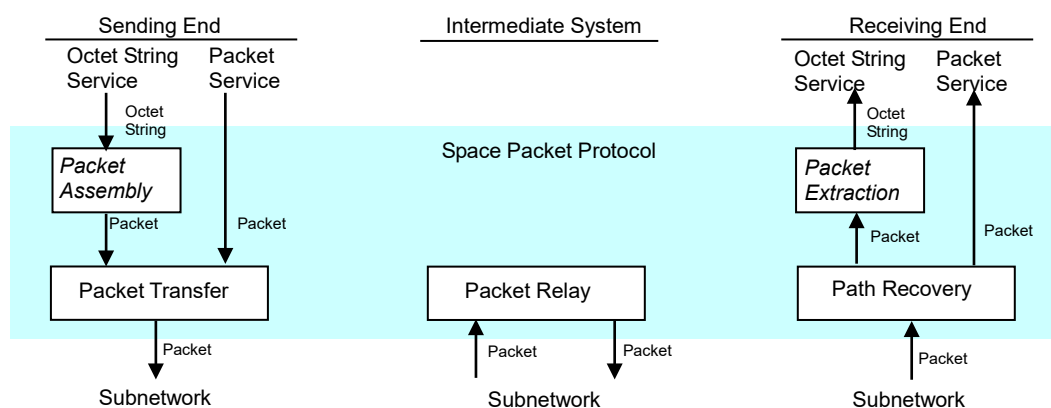 Sending End
Intermediate System
Receiving End
Octet String
Service
Packet
Service
Octet String
Service
Packet
Service
Octet
String
Octet
String
Space Packet Protocol
Packet
Assembly
Packet
Extraction
Packet
Packet
Packet
Packet
Packet Transfer
Packet Relay
Path Recovery
Packet
Packet
Packet
Packet
Subnetwork
Subnetwork
Subnetwork